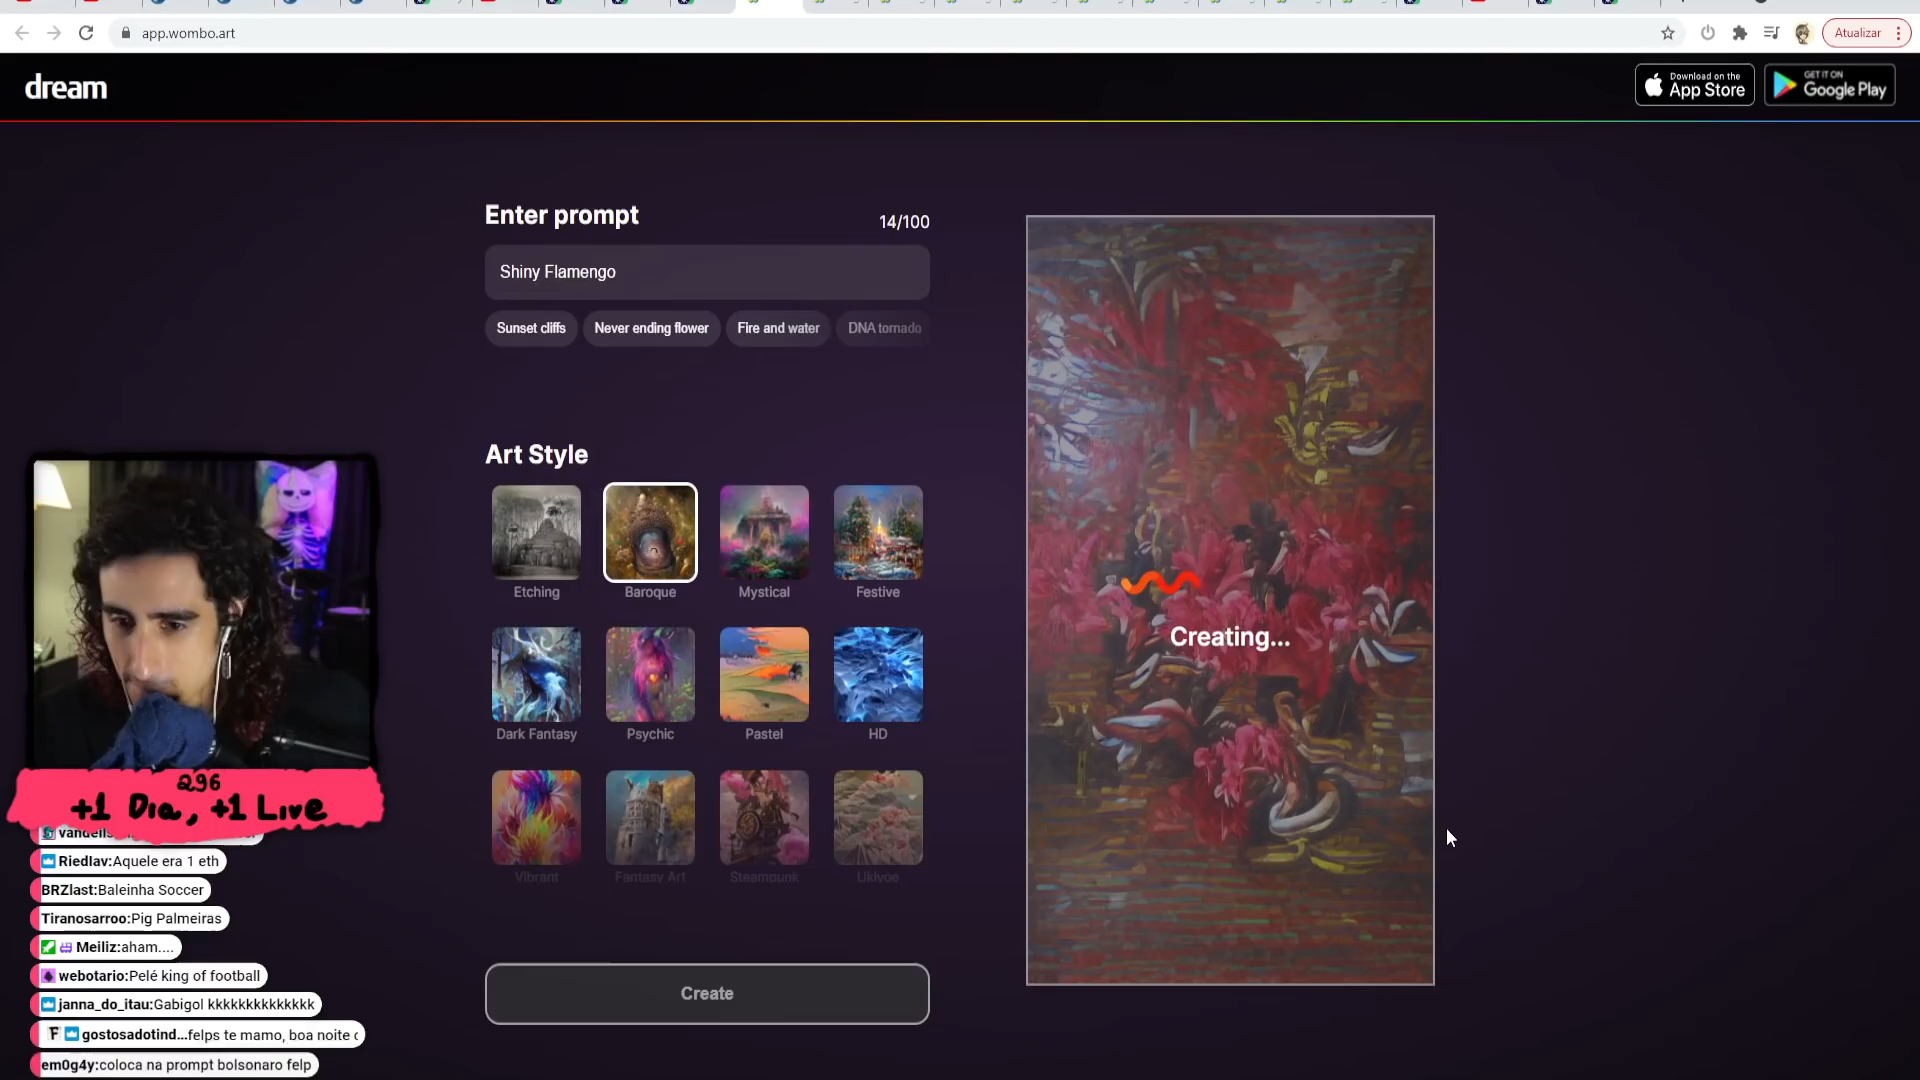 app.wombo.art
Atualizar
dream
Download on the
App Store
GET IT ON
Google Play
Enter prompt
14/100
Shiny Flamengo
Sunset cliffs
Never ending flower
Fire and water
DNA tornado
Art Style
Etching
Baroque
Mystical
Festive
Dark Fantasy
Psychic
Pastel
HD
Vibrant
Fantasy Art
Steampunk
Ukiyoe
Create
Creating...
296
+1 Dia, +1 Live
Riedlav:Aquele era 1 eth
BRZlast:Baleinha Soccer
Tiranosarroo:Pig Palmeiras
Meiliz:aham....
webotario:Pelé king of football
janna_do_itau:Gabigol kkkkkkkkkkkkkk
gostosadotind...felps te mamo, boa noite
em0g4y:coloca na prompt bolsonaro felp